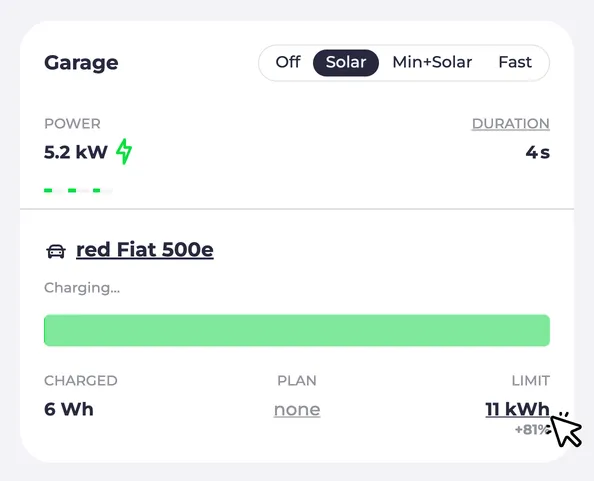 Garage
Off Solar Min+Solar Fast
POWER DURATION
5.2 kW 4 s
red Fiat 500e
Charging...
CHARGED PLAN LIMIT
6 Wh none 11 kWh
+81%